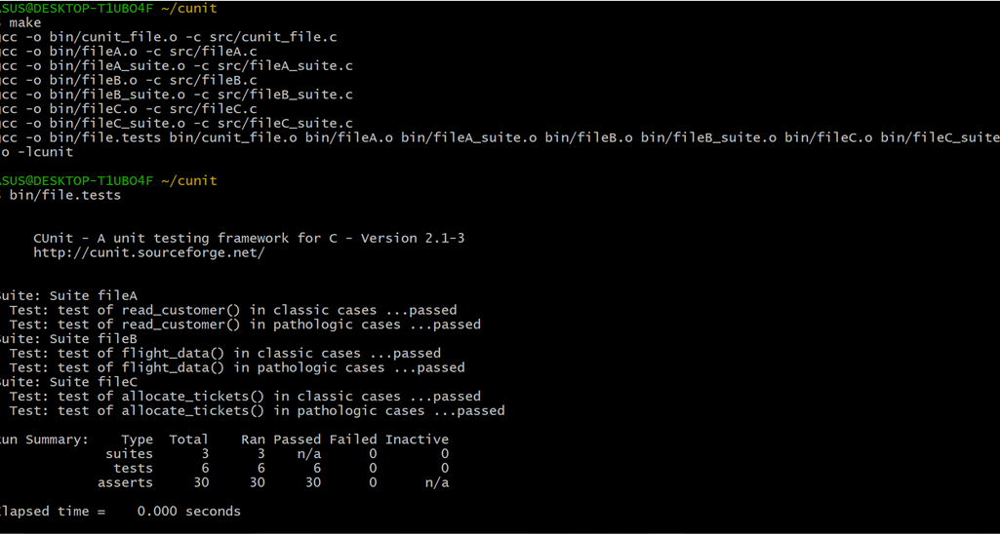 ASUS@DESKTOP-T1UBO4F ~/cunit
$ make
gcc -o bin/cunit_file.o -c src/cunit_file.c
gcc -o bin/fileA.o -c src/fileA.c
gcc -o bin/fileA_suite.o -c src/fileA_suite.c
gcc -o bin/fileB.o -c src/fileB.c
gcc -o bin/fileB_suite.o -c src/fileB_suite.c
gcc -o bin/fileC.o -c src/fileC.c
gcc -o bin/fileC_suite.o -c src/fileC_suite.c
gcc -o bin/file.tests bin/cunit_file.o bin/fileA.o bin/fileA_suite.o bin/fileB.o bin/fileB_suite.o bin/fileC.o bin/fileC_suite
.o -lcunit
ASUS@DESKTOP-T1UBO4F ~/cunit
$ bin/file.tests
CUnit - A unit testing framework for C - Version 2.1-3
http://cunit.sourceforge.net/
Suite: Suite fileA
Test: test of read_customer() in classic cases ...passed
Test: test of read_customer() in pathologic cases ...passed
Suite: Suite fileB
Test: test of flight_data() in classic cases ...passed
Test: test of flight_data() in pathologic cases ...passed
Suite: Suite fileC
Test: test of allocate_tickets() in classic cases ...passed
Test: test of allocate_tickets() in pathologic cases ...passed
Run Summary: Type Total Ran Passed Failed Inactive
suites 3 3 n/a 0 0
tests 6 6 6 0 0
asserts 30 30 30 0 n/a
Elapsed time = 0.000 seconds